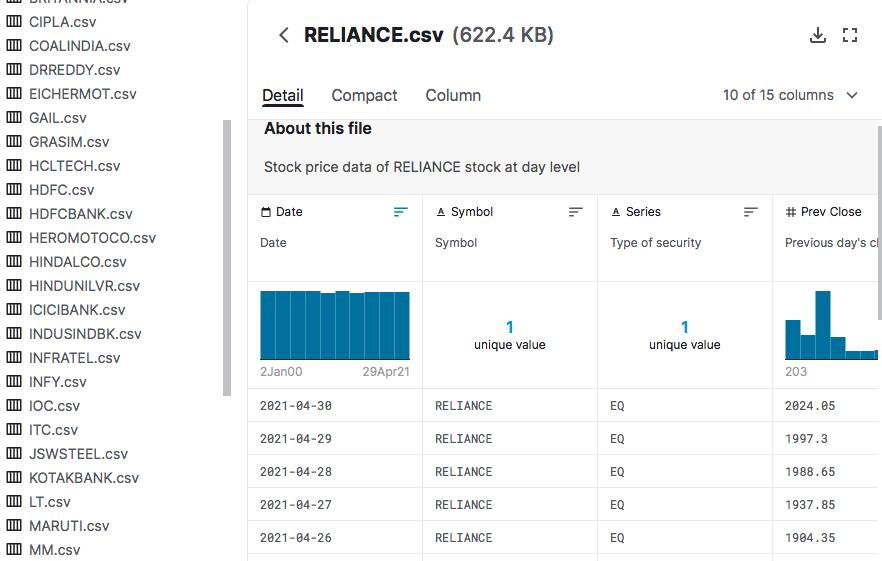 BRITANNIA.csv
CIPLA.csv
COALINDIA.csv
DRREDDY.csv
EICHERMOT.csv
GAIL.csv
GRASIM.csv
HCLTECH.csv
HDFC.csv
HDFCBANK.csv
HEROMOTOCO.csv
HINDALCO.csv
HINDUNILVR.csv
ICICIBANK.csv
INDUSINDBK.csv
INFRATEL.csv
INFY.csv
IOC.csv
ITC.csv
JSWSTEEL.csv
KOTAKBANK.csv
LT.csv
MARUTI.csv
MM.csv
RELIANCE.csv (622.4 KB)
Detail Compact Column 10 of 15 columns
About this file
Stock price data of RELIANCE stock at day level
Date Symbol Series Prev Close
Date Symbol Type of security Previous day's cl
1 1
unique value unique value
2Jan00 29Apr21 203
2021-04-30 RELIANCE EQ 2024.05
2021-04-29 RELIANCE EQ 1997.3
2021-04-28 RELIANCE EQ 1988.65
2021-04-27 RELIANCE EQ 1937.85
2021-04-26 RELIANCE EQ 1904.35